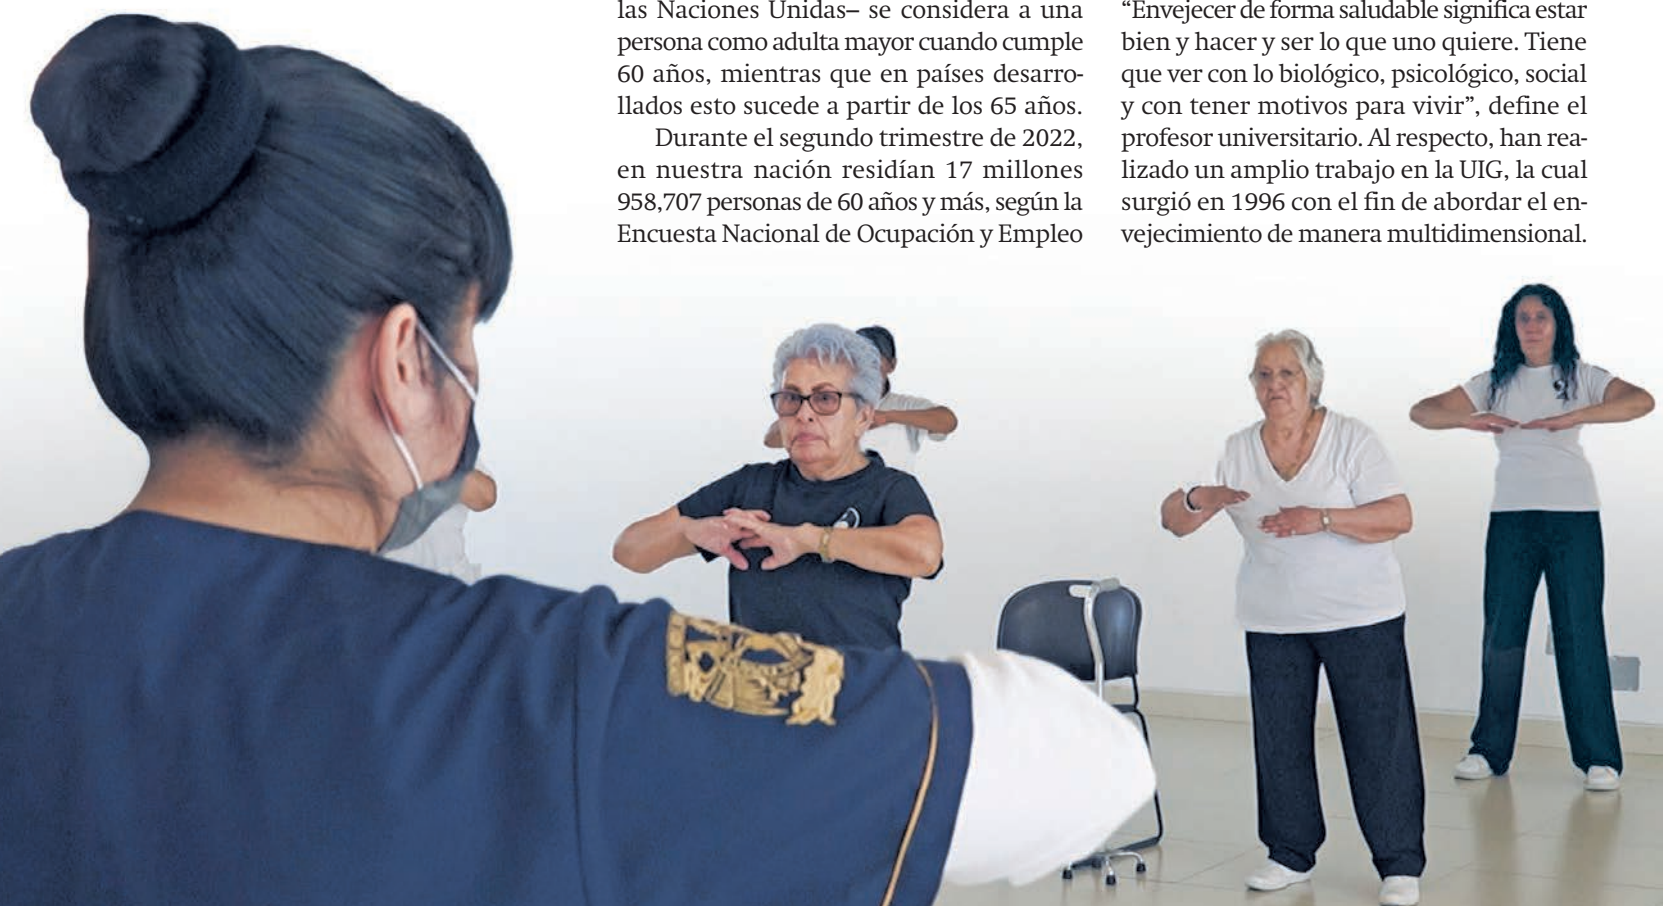 las Naciones Unidas– se considera a una
persona como adulta mayor cuando cumple
60 años, mientras que en países desarro-
llados esto sucede a partir de los 65 años.
Durante el segundo trimestre de 2022,
en nuestra nación residían 17 millones
958,707 personas de 60 años y más, según la
Encuesta Nacional de Ocupación y Empleo
“Envejecer de forma saludable significa estar
bien y hacer y ser lo que uno quiere. Tiene
que ver con lo biológico, psicológico, social
y con tener motivos para vivir”, define el
profesor universitario. Al respecto, han rea-
lizado un amplio trabajo en la UIG, la cual
surgió en 1996 con el fin de abordar el en-
vejecimiento de manera multidimensional.